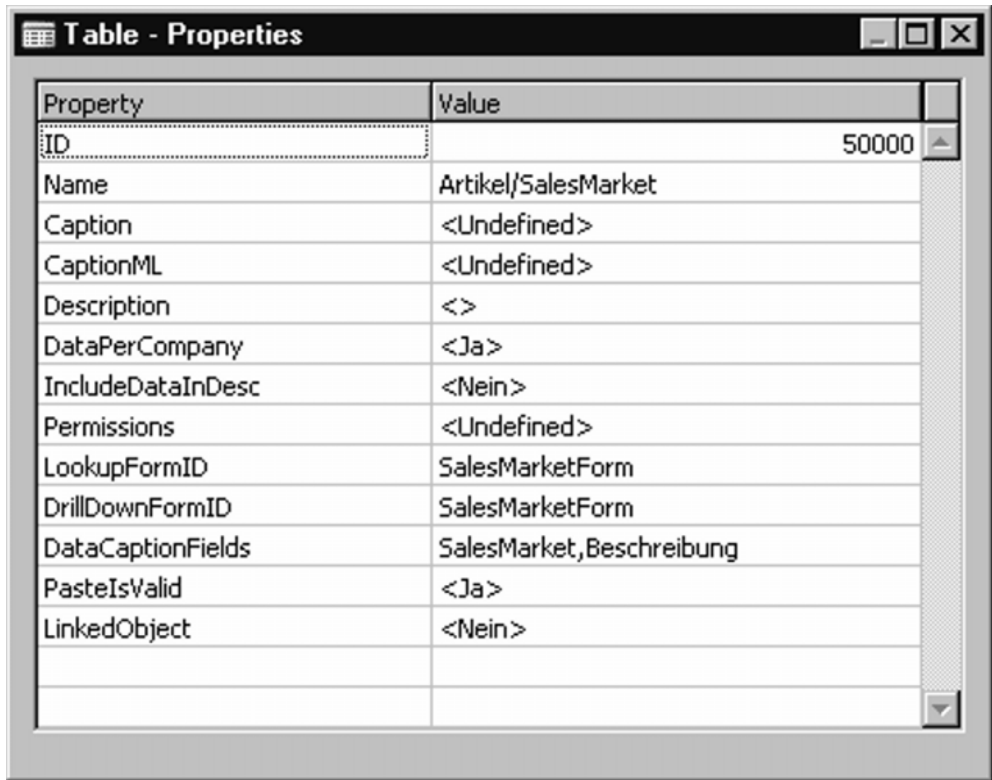 Table - Properties
Property Value
ID 50000
Name Artikel/SalesMarket
Caption <Undefined>
CaptionML <Undefined>
Description <>
DataPerCompany <Ja>
IncludeDataInDesc <Nein>
Permissions <Undefined>
LookupFormID SalesMarketForm
DrillDownFormID SalesMarketForm
DataCaptionFields SalesMarket,Beschreibung
PasteIsValid <Ja>
LinkedObject <Nein>